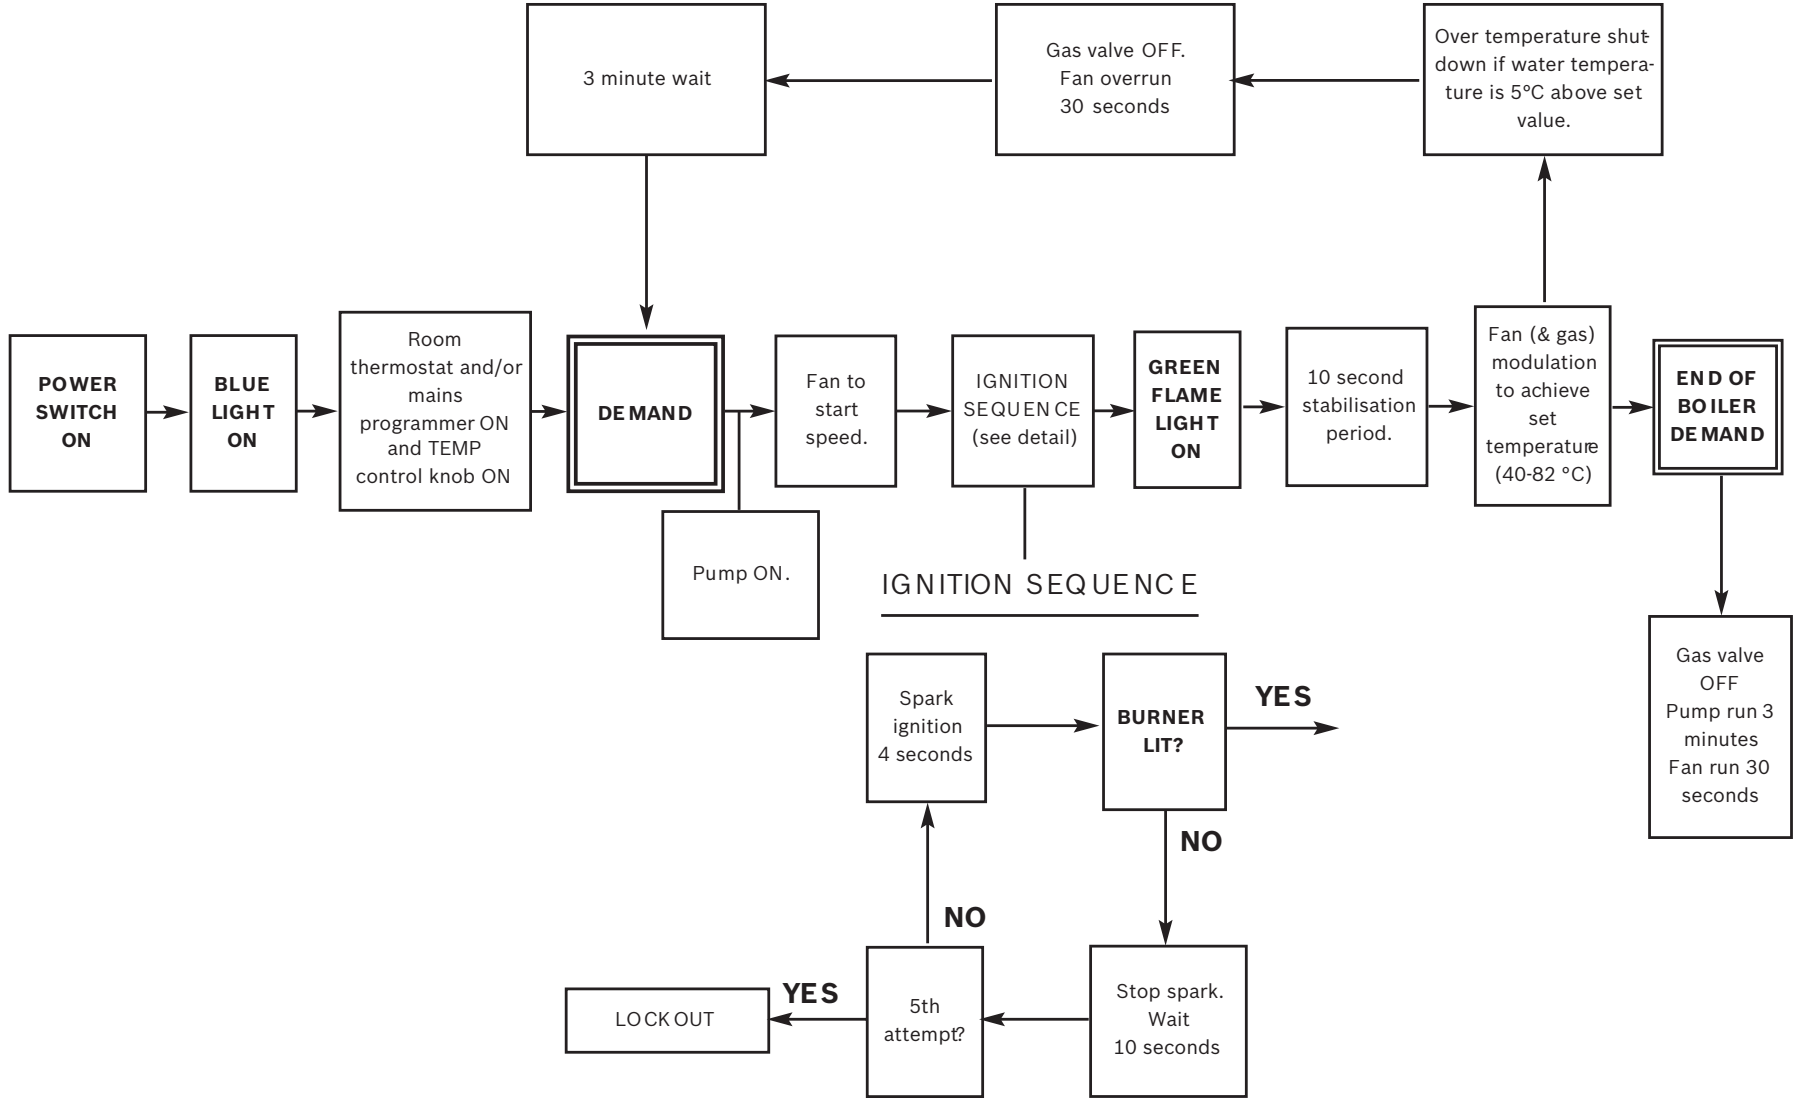 3 minute wait
Gas valve OFF.
Fan overrun
30 seconds
Over temperature shut-
down if water tempera-
ture is 5°C above set
value.
POWER
SWITCH
ON
BLUE
LIGHT
ON
Room
thermostat and/or
mains
programmer ON
and TEMP
control knob ON
DEMAND
Fan to
start
speed.
IGNITION
SEQUENCE
(see detail)
GREEN
FLAME
LIGHT
ON
10 second
stabilisation
period.
Fan (& gas)
modulation
to achieve
set
temperature
(40-82 °C)
END OF
BOILER
DEMAND
Pump ON.
IGNITION SEQUENCE
Spark
ignition
4 seconds
BURNER
LIT?
YES
NO
Gas valve
OFF
Pump run 3
minutes
Fan run 30
seconds
NO
LOCKOUT
YES
5th
attempt?
Stop spark.
Wait
10 seconds